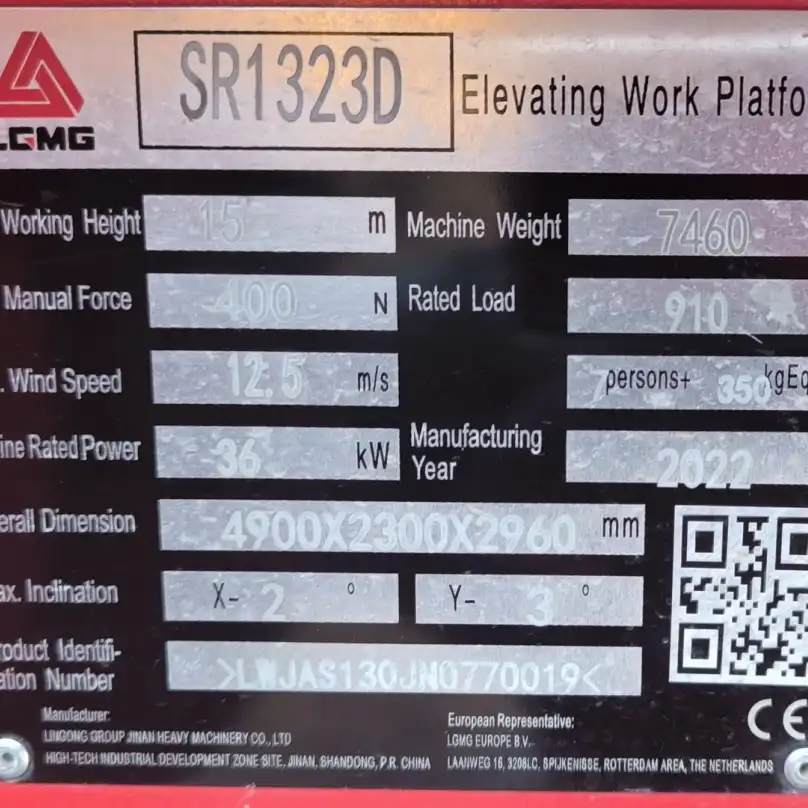 LGMG SR1323D Elevating Work Platfo
Working Height 15 m Machine Weight 7460
Manual Force 400 N Rated Load 910
. Wind Speed 12.5 m/s 7 persons+ 350 kgEq
ine Rated Power 36 kW Manufacturing Year 2022
erall Dimension 4900X2300X2960 mm
ax. Inclination X- 2 ° Y- 3 °
roduct Identifi-
ation Number >LWJAS130JN0770019<
Manufacturer:
LINGONG GROUP JINAN HEAVY MACHINERY CO., LTD
HIGH-TECH INDUSTRIAL DEVELOPMENT ZONE SITE, JINAN, SHANDONG, P.R. CHINA
European Representative:
LGMG EUROPE B.V.
LAANWEG 16, 3208LC, SPIJKENISSE, ROTTERDAM AREA, THE NETHERLANDS
CE